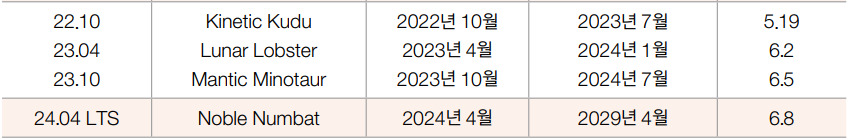 22.10 Kinetic Kudu 2022년 10월 2023년 7월 5.19
23.04 Lunar Lobster 2023년 4월 2024년 1월 6.2
23.10 Mantic Minotaur 2023년 10월 2024년 7월 6.5
24.04 LTS Noble Numbat 2024년 4월 2029년 4월 6.8